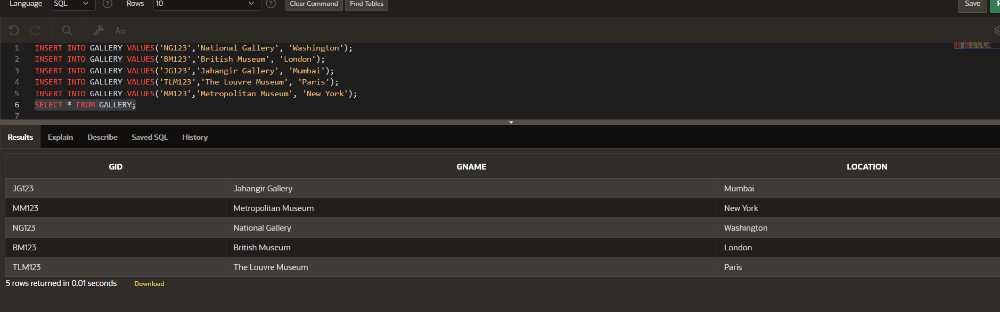 Language SQL ? Rows 10 ? Clear Command Find Tables Save
A::
1 INSERT INTO GALLERY VALUES('NG123','National Gallery', 'Washington');
2 INSERT INTO GALLERY VALUES('BM123','British Museum', 'London');
3 INSERT INTO GALLERY VALUES('JG123','Jahangir Gallery', 'Mumbai');
4 INSERT INTO GALLERY VALUES('TLM123','The Louvre Museum', 'Paris');
5 INSERT INTO GALLERY VALUES('MM123','Metropolitan Museum', 'New York');
6 SELECT * FROM GALLERY;
7
Results Explain Describe Saved SQL History
GID GNAME LOCATION
JG123 Jahangir Gallery Mumbai
MM123 Metropolitan Museum New York
NG123 National Gallery Washington
BM123 British Museum London
TLM123 The Louvre Museum Paris
5 rows returned in 0.01 seconds Download